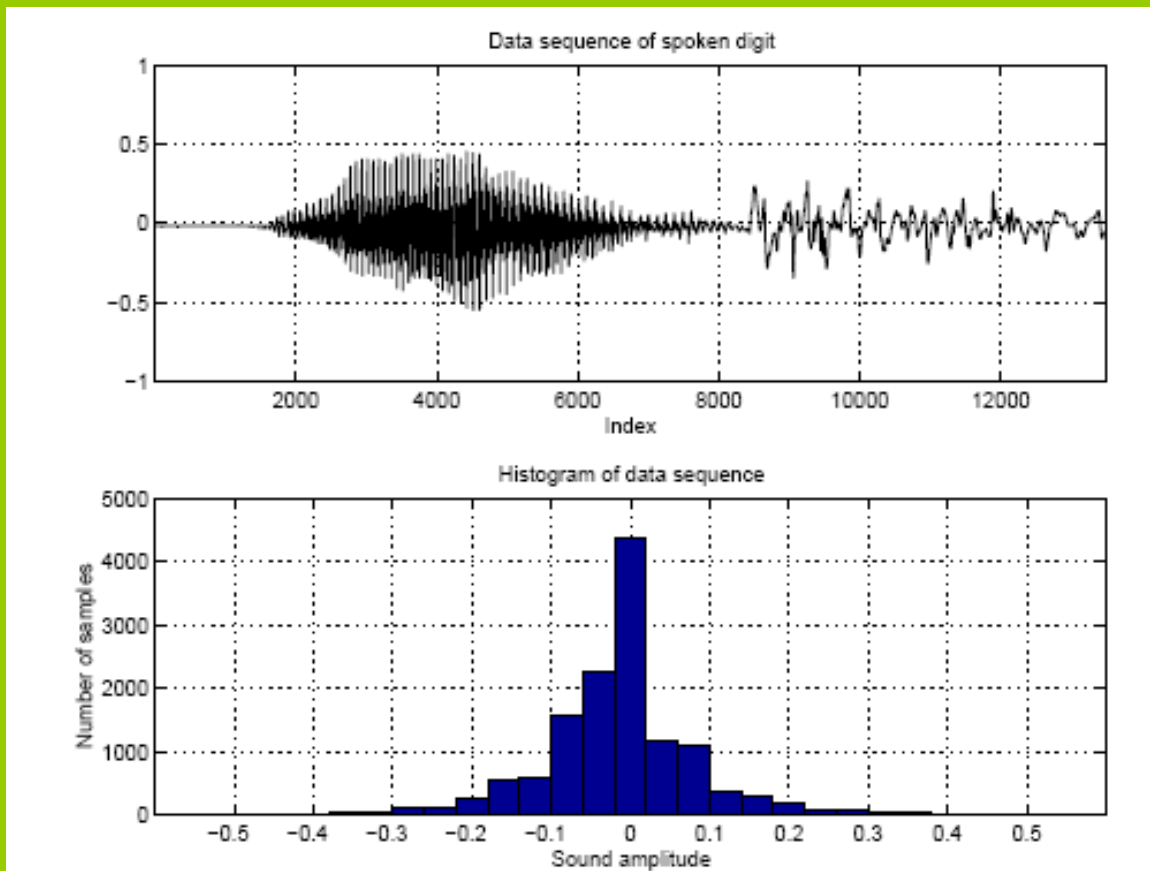 Data sequence of spoken digit
1
0.5
0
−0.5
−1
2000 4000 6000 8000 10000 12000
Index
Histogram of data sequence
5000
4000
3000
2000
1000
0
Number of samples
−0.5 −0.4 −0.3 −0.2 −0.1 0 0.1 0.2 0.3 0.4 0.5
Sound amplitude